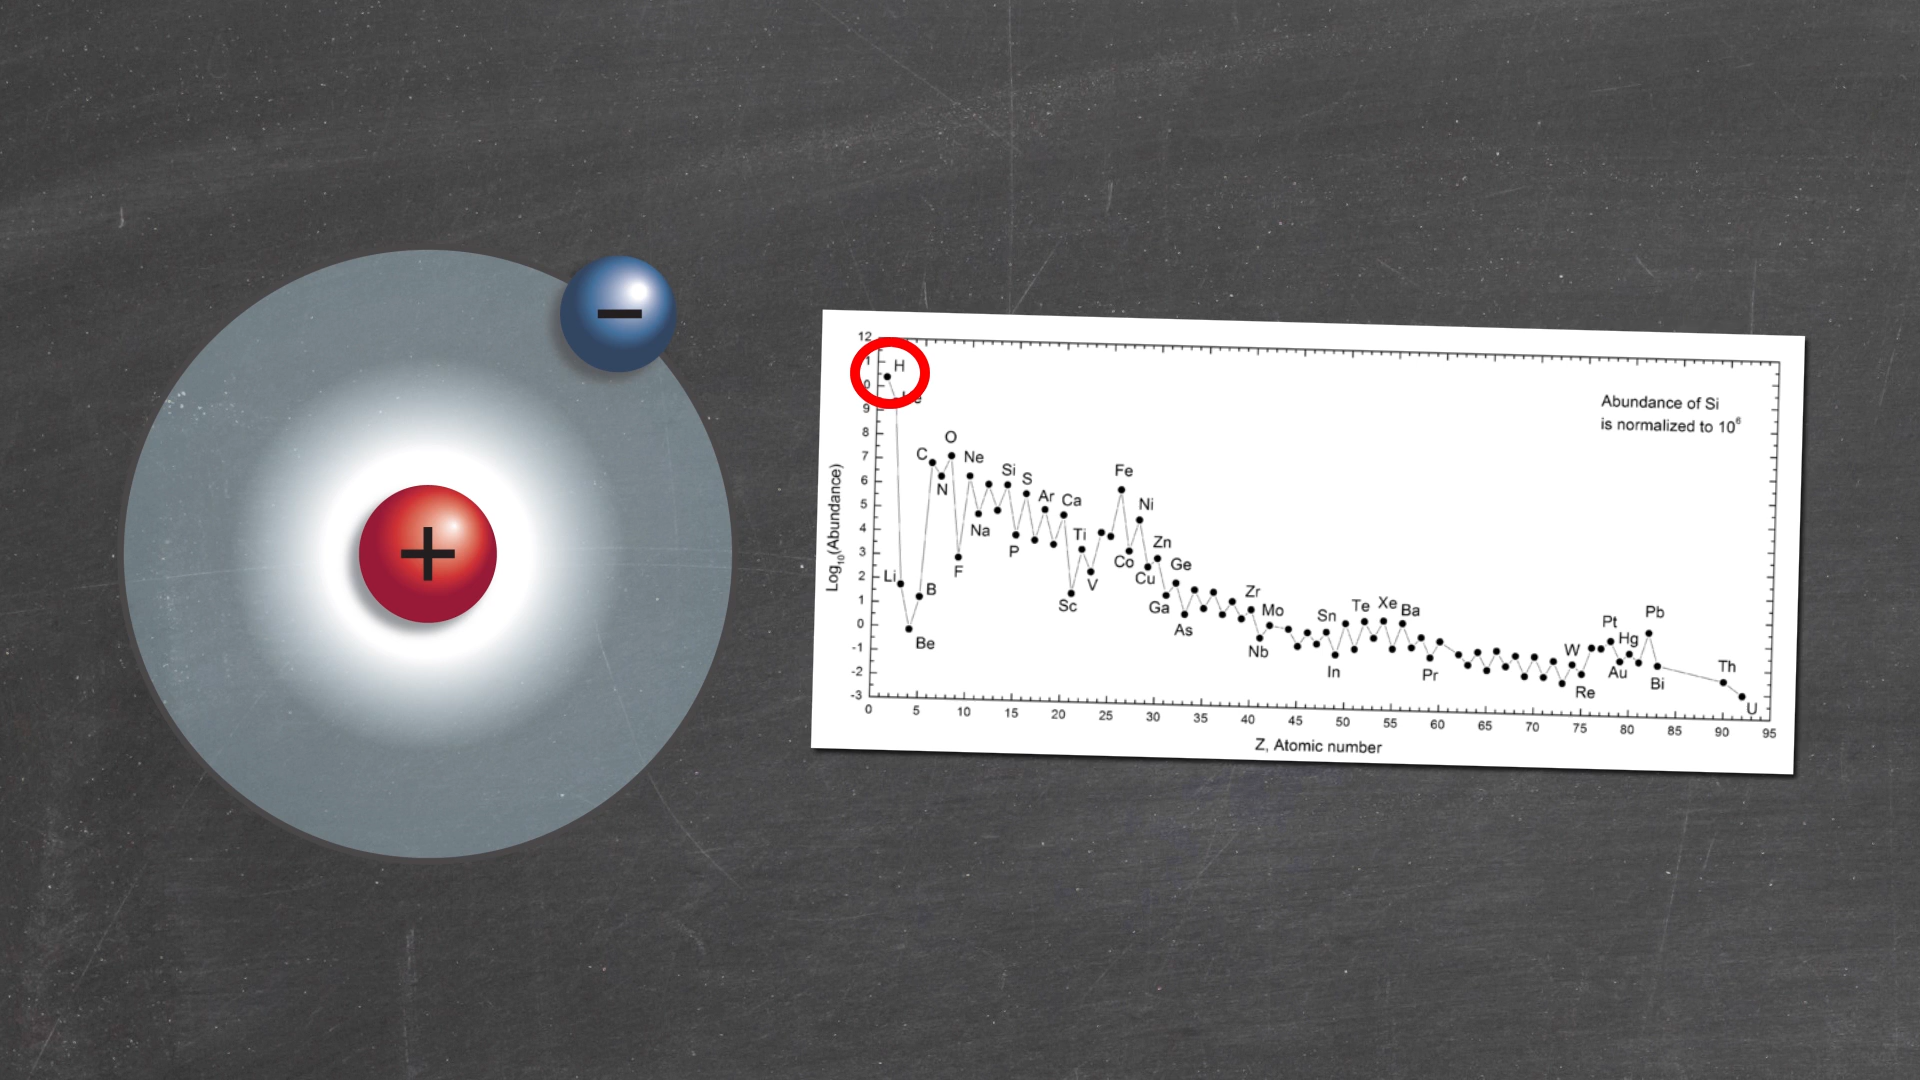 −
+
12
H
9
8
7
6
5
4
3
2
1
0
-1
-2
-3
Log10(Abundance)
Abundance of Si
is normalized to 10⁶
O
C
Ne
N
Si
S
Fe
Ar
Ca
Ni
Na
P
Ti
Zn
F
Co
Ge
Li
B
V
Cu
Sc
Ga
Zr
Mo
Sn
Te
Xe
Ba
Pt
Pb
Be
As
Nb
In
Pr
W
Hg
Au
Re
Bi
Th
U
0 5 10 15 20 25 30 35 40 45 50 55 60 65 70 75 80 85 90 95
Z, Atomic number